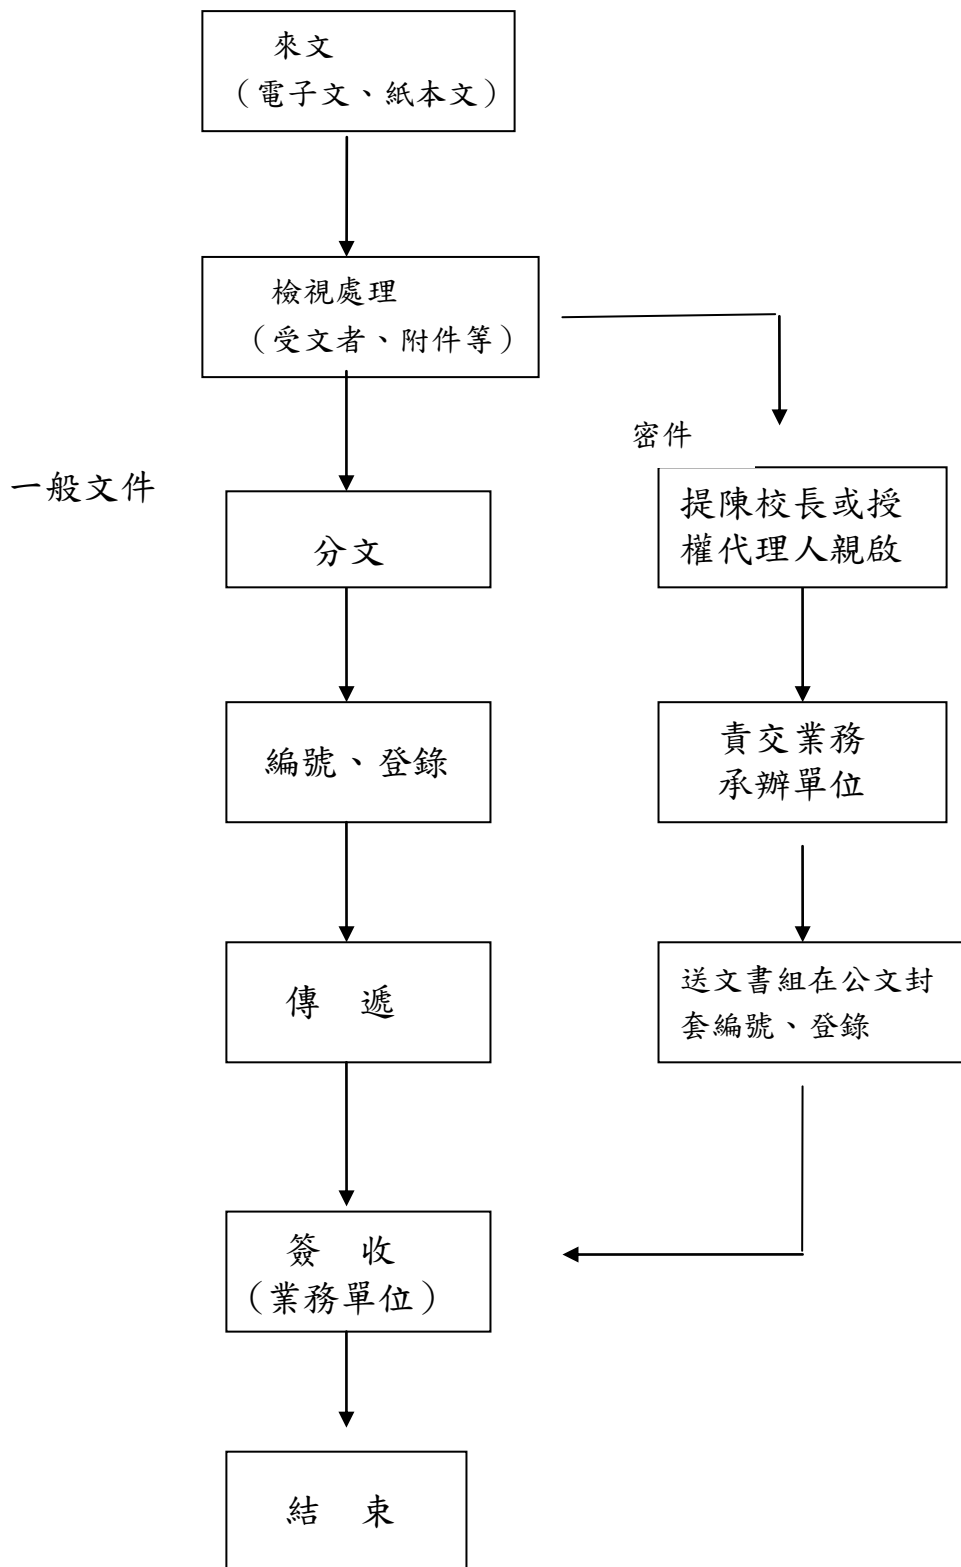 來文
（電子文、紙本文）
檢視處理
（受文者、附件等）
密件
一般文件
分文
提陳校長或授
權代理人親啟
編號、登錄
責交業務
承辦單位
傳　遞
送文書組在公文封
套編號、登錄
簽　收
（業務單位）
結　束